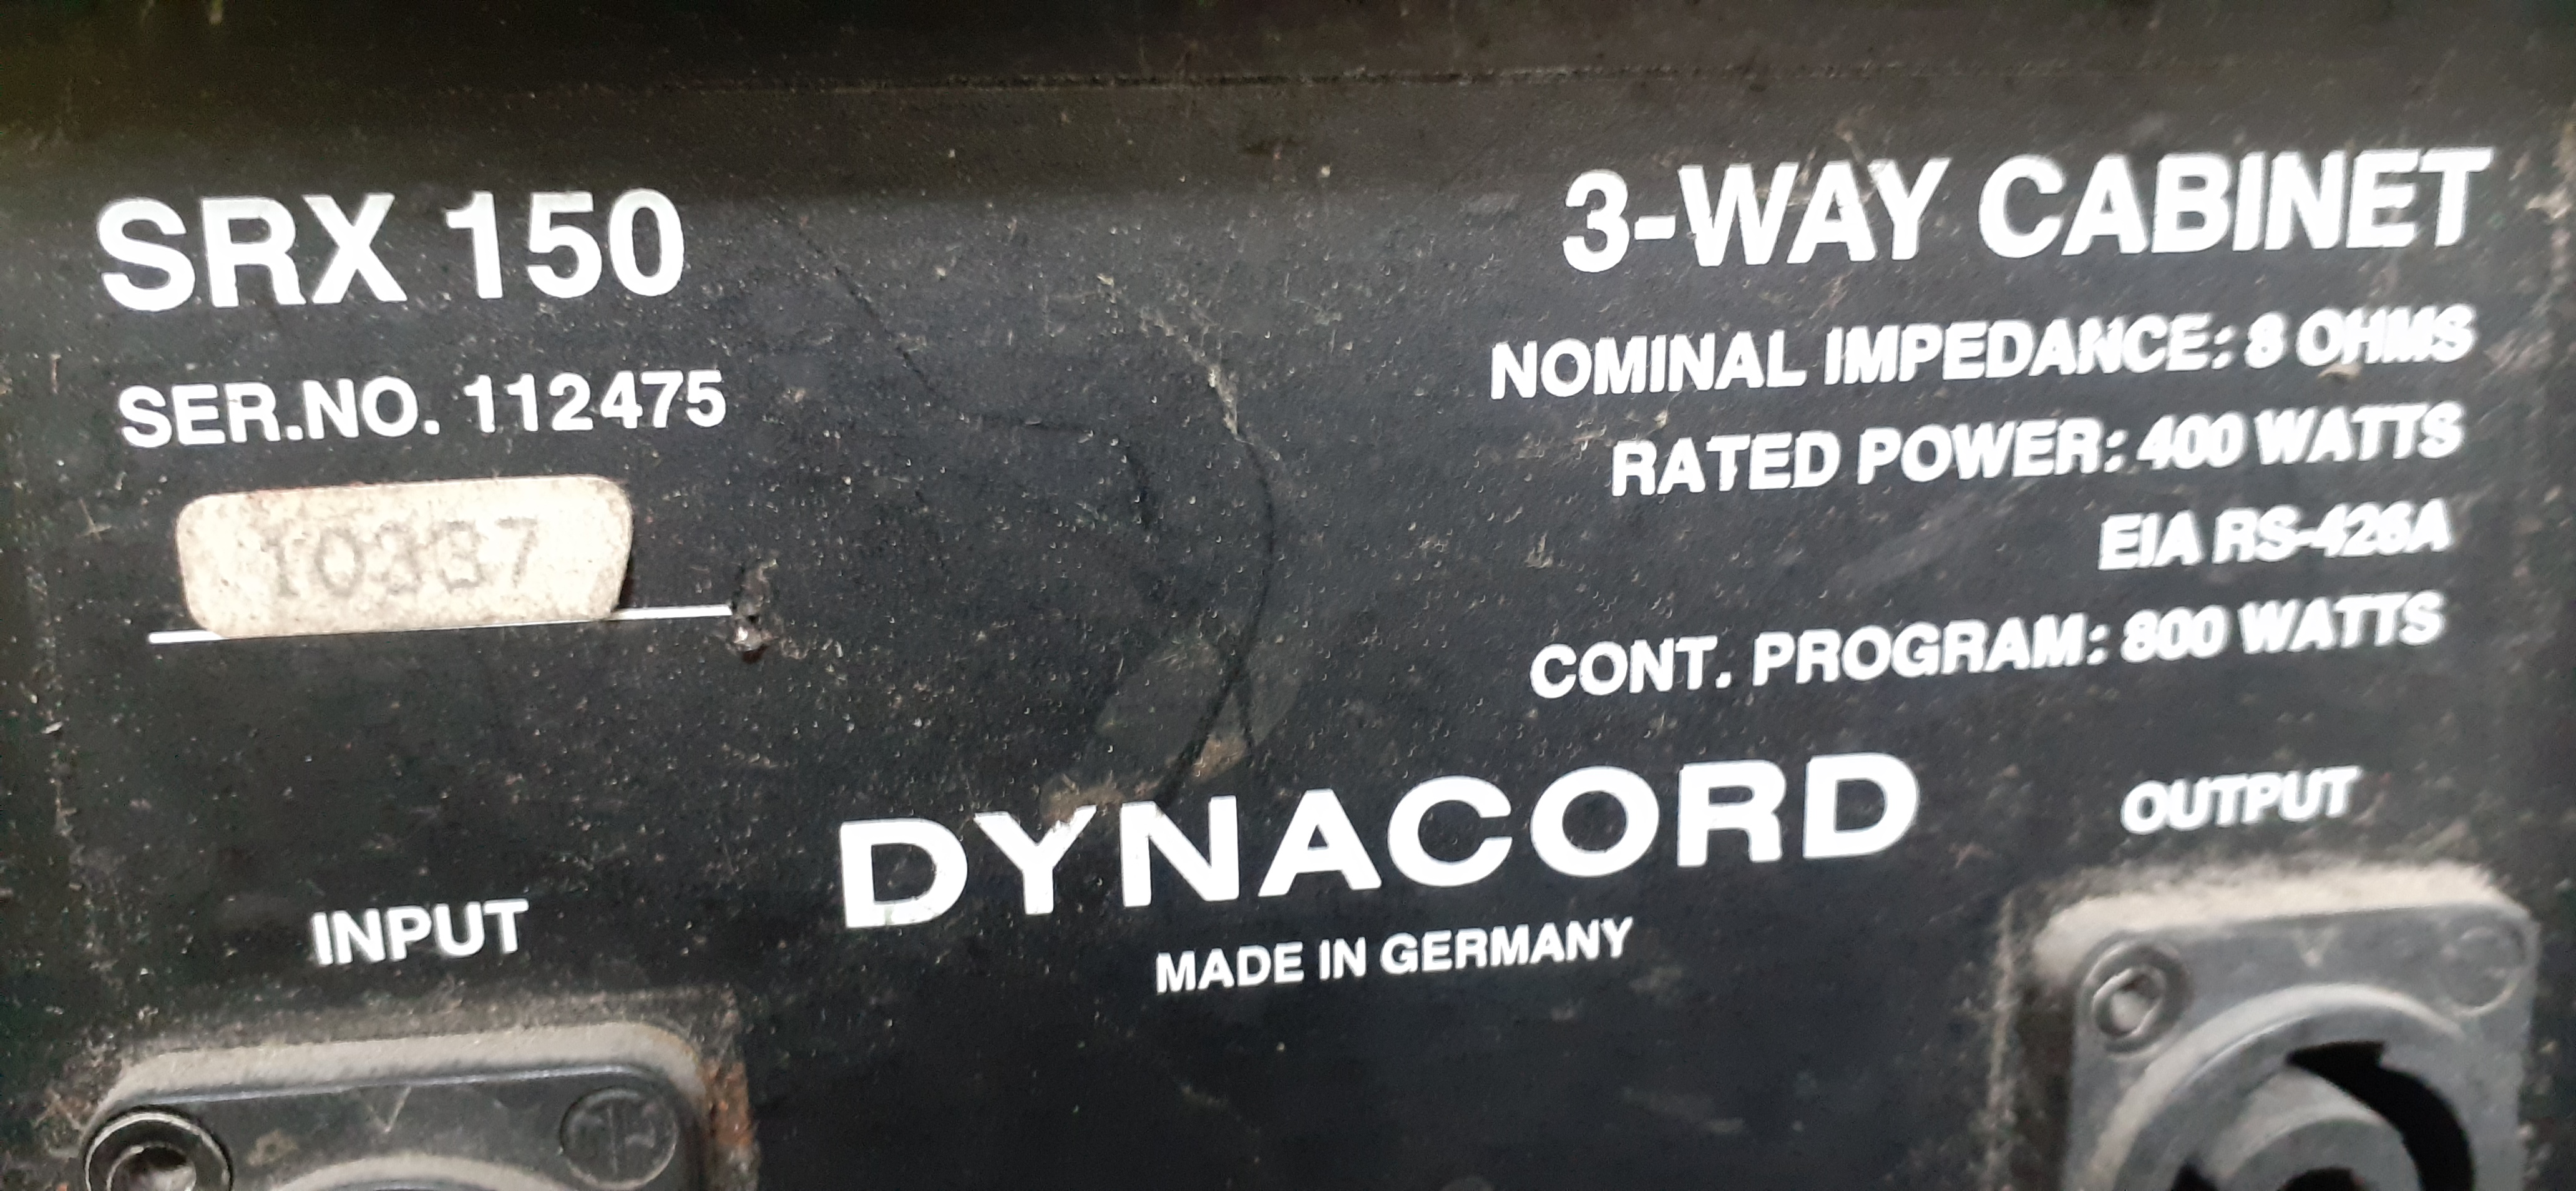 SRX 150
SER.NO. 112475
10337
3-WAY CABINET
NOMINAL IMPEDANCE: 8 OHMS
RATED POWER: 400 WATTS
EIA RS-426A
CONT. PROGRAM: 800 WATTS
DYNACORD
MADE IN GERMANY
INPUT
OUTPUT